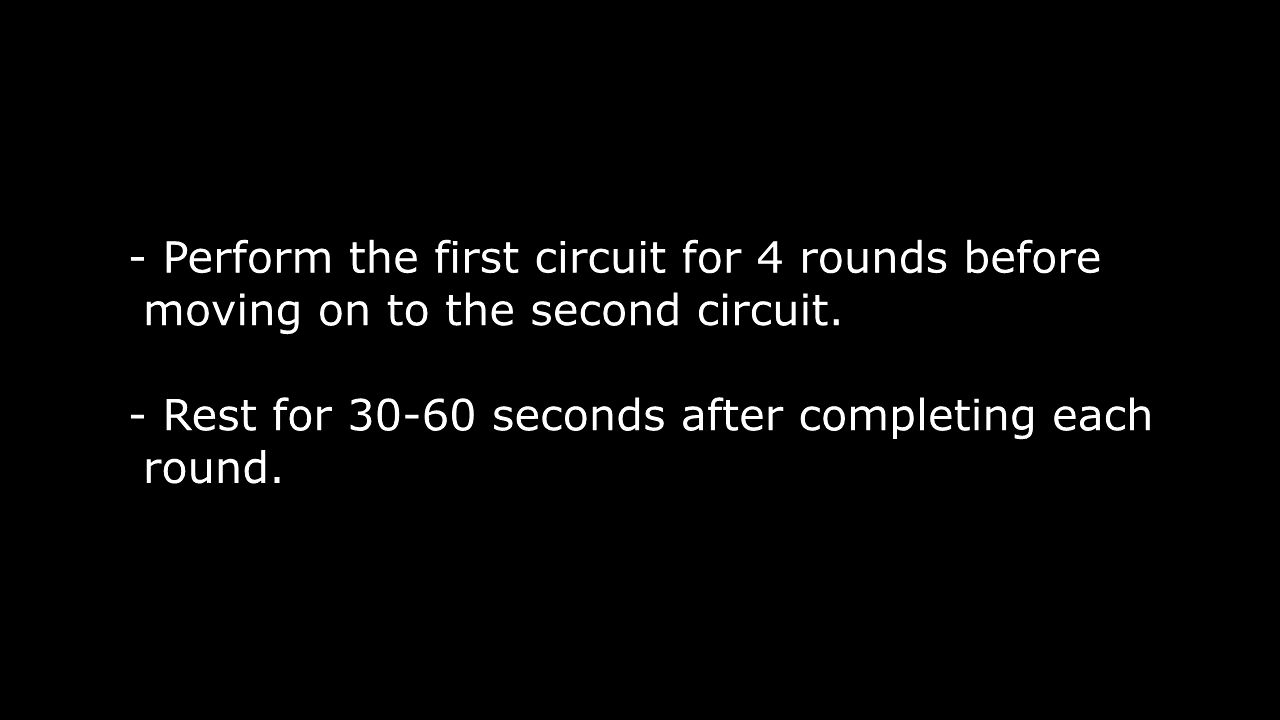 - Perform the first circuit for 4 rounds before
moving on to the second circuit.
- Rest for 30-60 seconds after completing each
round.